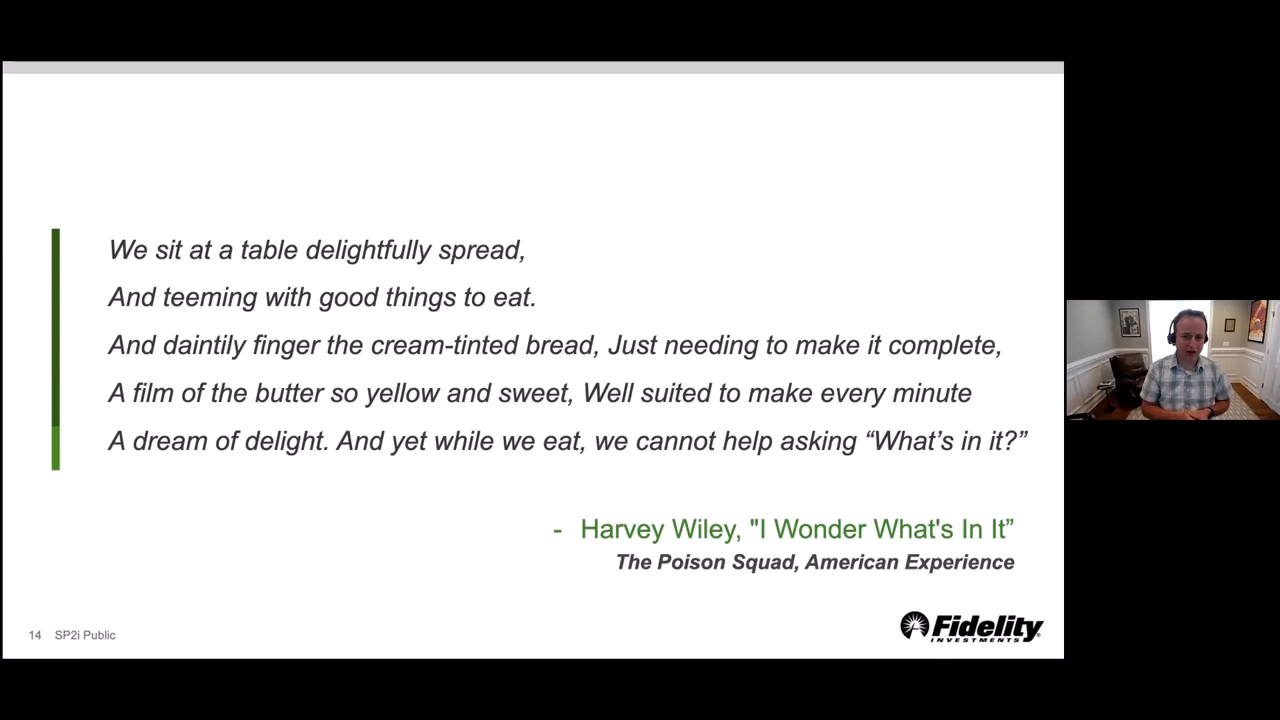 We sit at a table delightfully spread,
And teeming with good things to eat.
And daintily finger the cream-tinted bread, Just needing to make it complete,
A film of the butter so yellow and sweet, Well suited to make every minute
A dream of delight. And yet while we eat, we cannot help asking “What’s in it?”
- Harvey Wiley, "I Wonder What's In It”
The Poison Squad, American Experience
14 SP2i Public
Fidelity
INVESTMENTS